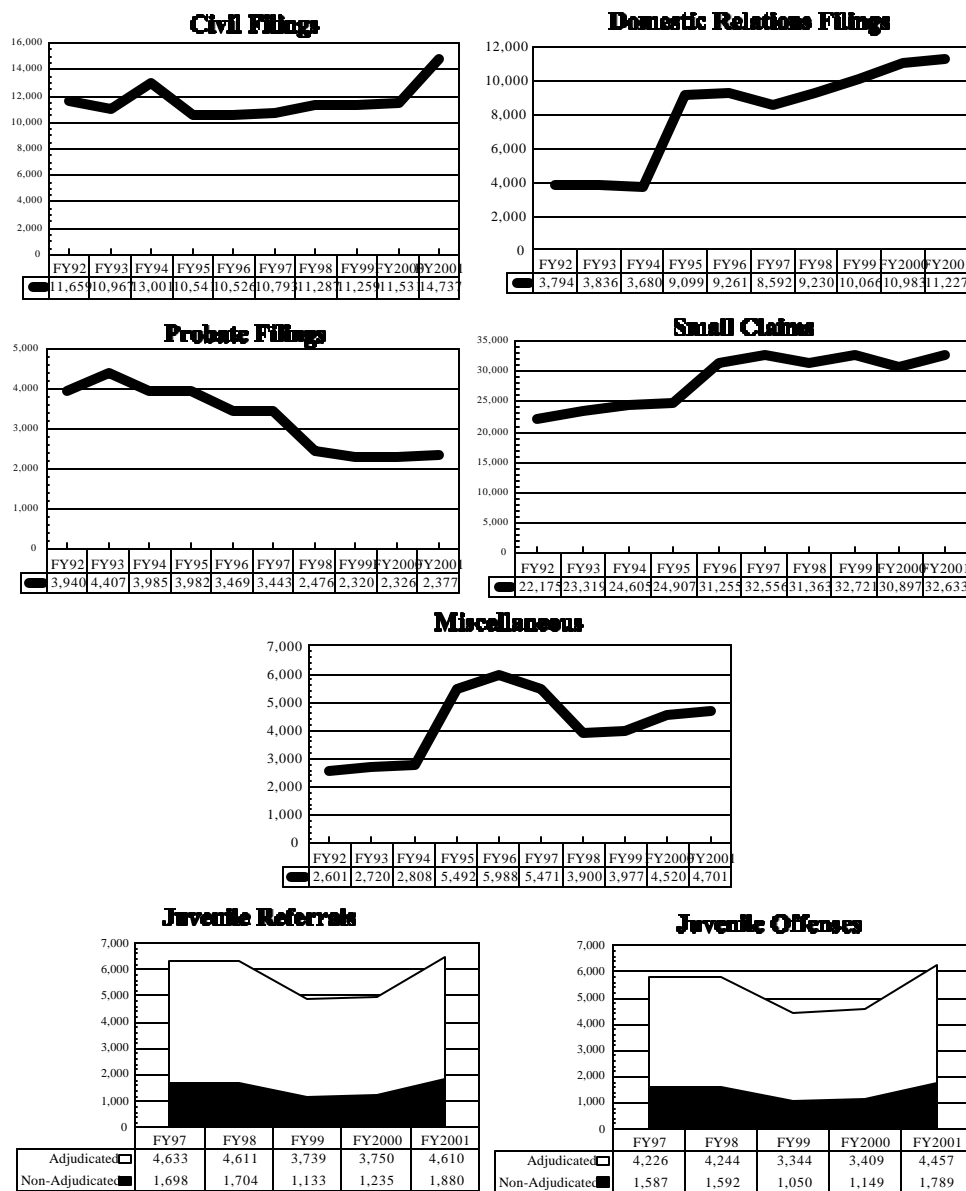 Civil Filings
16,000
14,000
12,000
10,000
8,000
6,000
4,000
2,000
0
FY92 FY93 FY94 FY95 FY96 FY97 FY98 FY99 FY2000 FY2001
11,659 10,967 13,001 10,541 10,526 10,793 11,287 11,259 11,531 14,737
Domestic Relations Filings
12,000
10,000
8,000
6,000
4,000
2,000
0
FY92 FY93 FY94 FY95 FY96 FY97 FY98 FY99 FY2000 FY200
3,794 3,836 3,680 9,099 9,261 8,592 9,230 10,066 10,983 11,227
Probate Filings
5,000
4,000
3,000
2,000
1,000
0
FY92 FY93 FY94 FY95 FY96 FY97 FY98 FY99 FY2000 FY2001
3,940 4,407 3,985 3,982 3,469 3,443 2,476 2,320 2,326 2,377
Small Claims
35,000
30,000
25,000
20,000
15,000
10,000
5,000
0
FY92 FY93 FY94 FY95 FY96 FY97 FY98 FY99 FY2000 FY2001
22,175 23,319 24,605 24,907 31,255 32,556 31,363 32,721 30,897 32,633
Miscellaneous
7,000
6,000
5,000
4,000
3,000
2,000
1,000
0
FY92 FY93 FY94 FY95 FY96 FY97 FY98 FY99 FY2000 FY2001
2,601 2,720 2,808 5,492 5,988 5,471 3,900 3,977 4,520 4,701
Juvenile Referrals
7,000
6,000
5,000
4,000
3,000
2,000
1,000
0
FY97 FY98 FY99 FY2000 FY2001
Adjudicated 4,633 4,611 3,739 3,750 4,610
Non-Adjudicated 1,698 1,704 1,133 1,235 1,880
Juvenile Offenses
7,000
6,000
5,000
4,000
3,000
2,000
1,000
0
FY97 FY98 FY99 FY2000 FY2001
Adjudicated 4,226 4,244 3,344 3,409 4,457
Non-Adjudicated 1,587 1,592 1,050 1,149 1,789